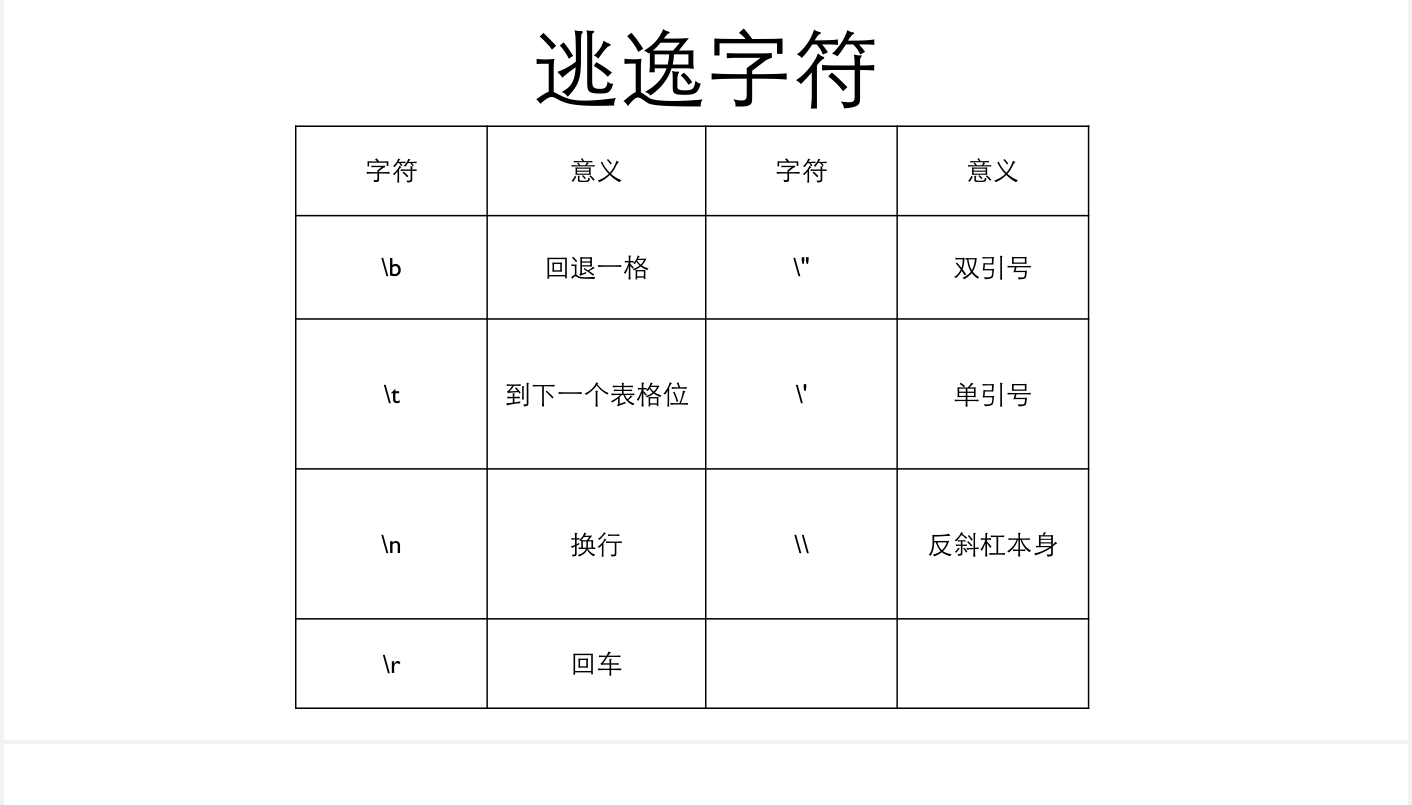 逃逸字符
字符 意义 字符 意义
\b 回退一格 \" 双引号
\t 到下一个表格位 \' 单引号
\n 换行 \\ 反斜杠本身
\r 回车